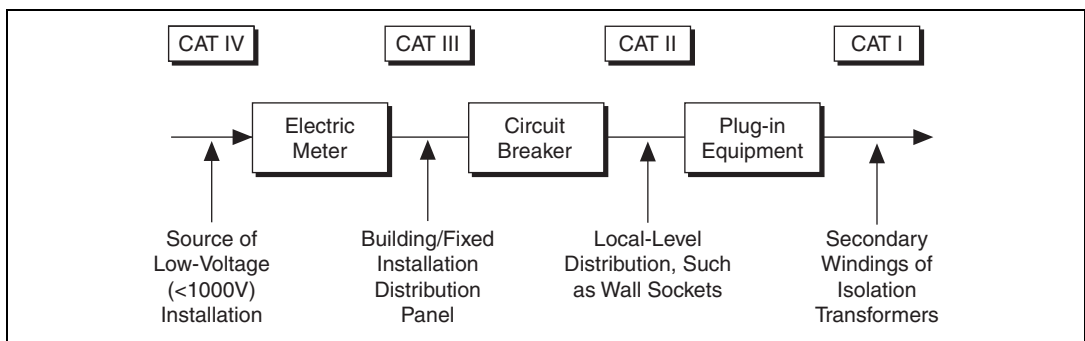 CAT IV
CAT III
CAT II
CAT I
Electric
Meter
Circuit
Breaker
Plug-in
Equipment
Source of
Low-Voltage
(<1000V)
Installation
Building/Fixed
Installation
Distribution
Panel
Local-Level
Distribution, Such
as Wall Sockets
Secondary
Windings of
Isolation
Transformers